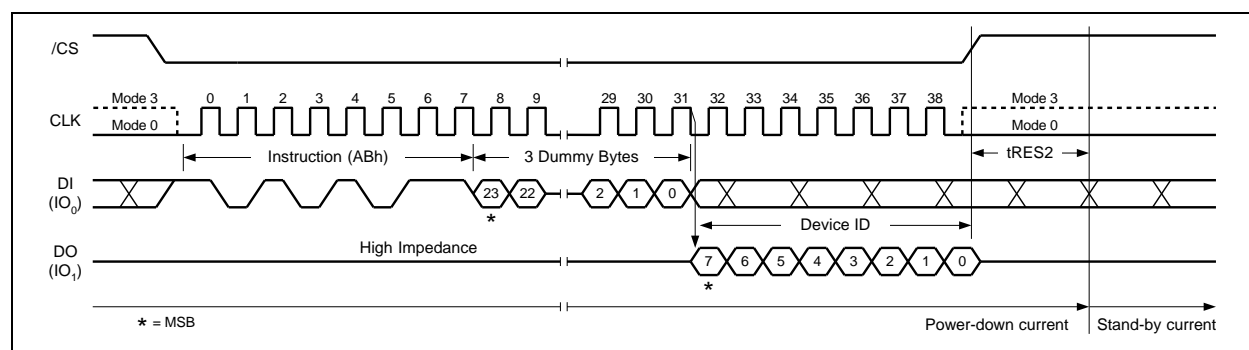 /CS
Mode 3 0 1 2 3 4 5 6 7 8 9 29 30 31 32 33 34 35 36 37 38 Mode 3
CLK
Mode 0 Mode 0
Instruction (ABh) 3 Dummy Bytes tRES2
DI
(IO0)
23 22 2 1 0
*
Device ID
High Impedance
DO
(IO1)
7 6 5 4 3 2 1 0
*
* = MSB
Power-down current Stand-by current